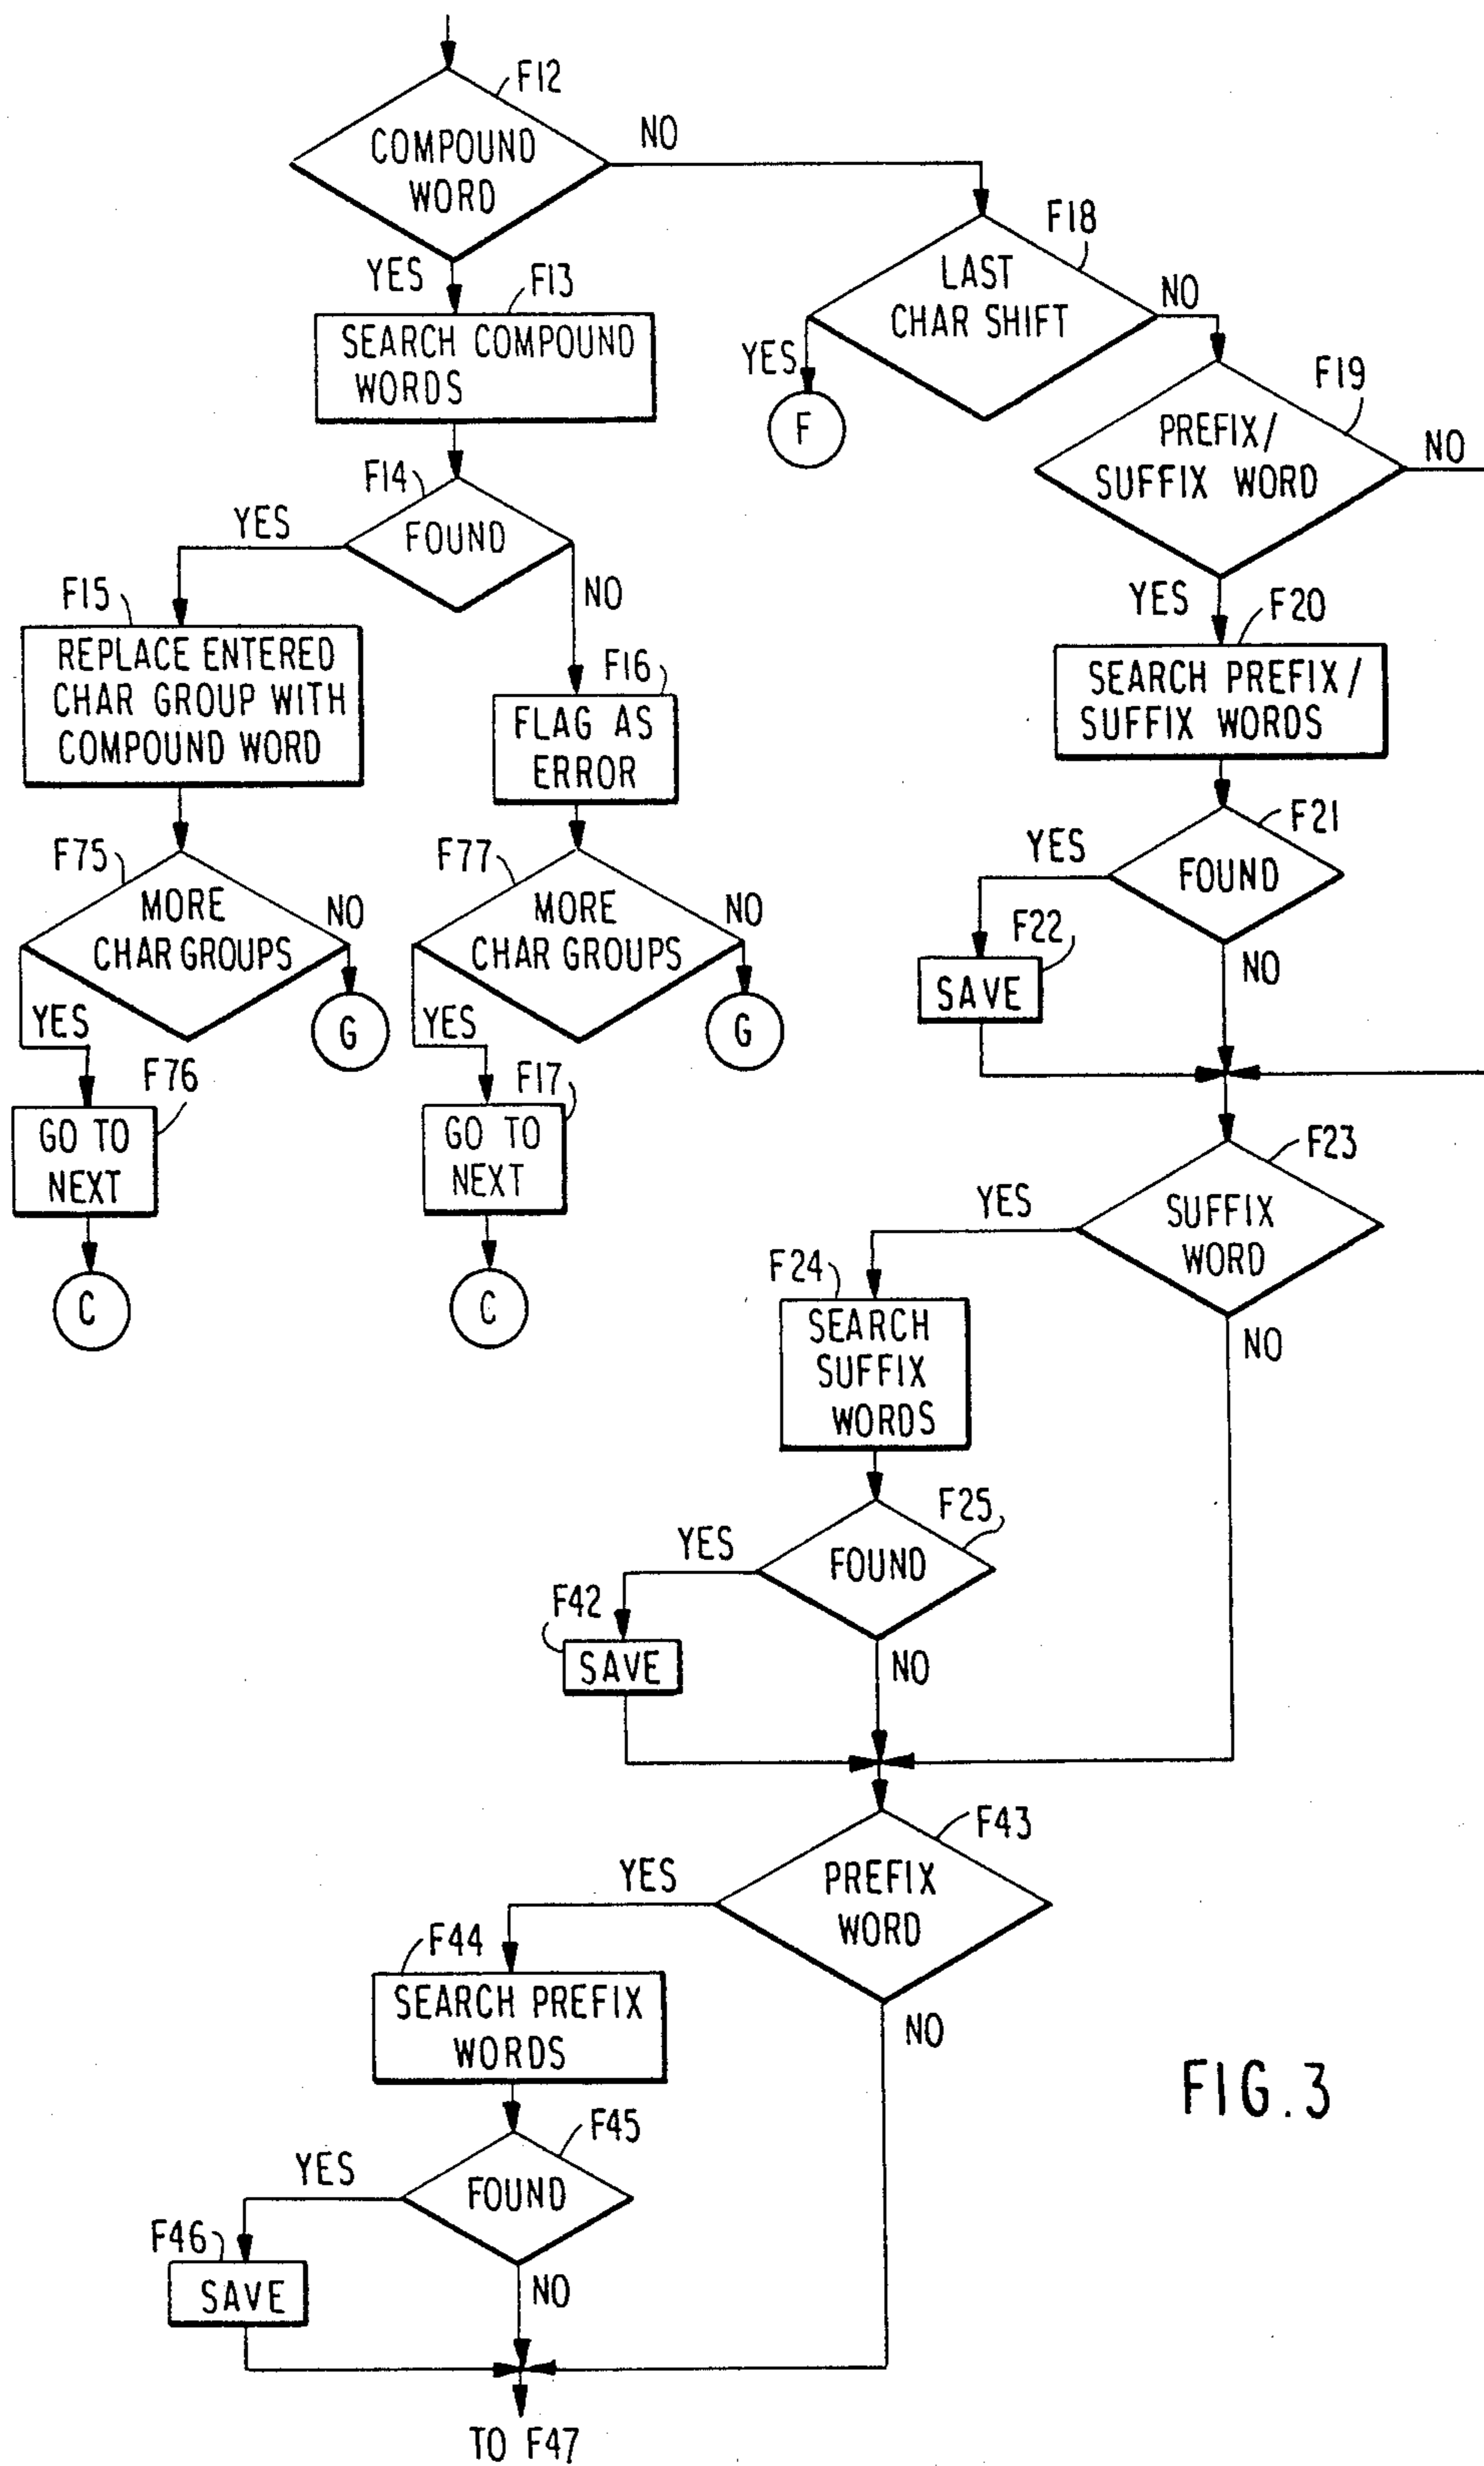 F12
COMPOUND
WORD
NO
YES
F13
SEARCH COMPOUND
WORDS
F14
FOUND
YES
NO
F15
REPLACE ENTERED
CHAR GROUP WITH
COMPOUND WORD
F16
FLAG AS
ERROR
F75
MORE
CHAR GROUPS
NO
G
YES
F76
GO TO
NEXT
C
F77
MORE
CHAR GROUPS
NO
G
YES
F17
GO TO
NEXT
C
F18
LAST
CHAR SHIFT
YES
F
NO
F19
PREFIX/
SUFFIX WORD
NO
YES
F20
SEARCH PREFIX/
SUFFIX WORDS
F21
FOUND
YES
F22
SAVE
NO
F23
SUFFIX
WORD
YES
NO
F24
SEARCH
SUFFIX
WORDS
F25
FOUND
YES
F42
SAVE
NO
F43
PREFIX
WORD
YES
NO
F44
SEARCH PREFIX
WORDS
F45
FOUND
YES
F46
SAVE
NO
TO F47
FIG. 3